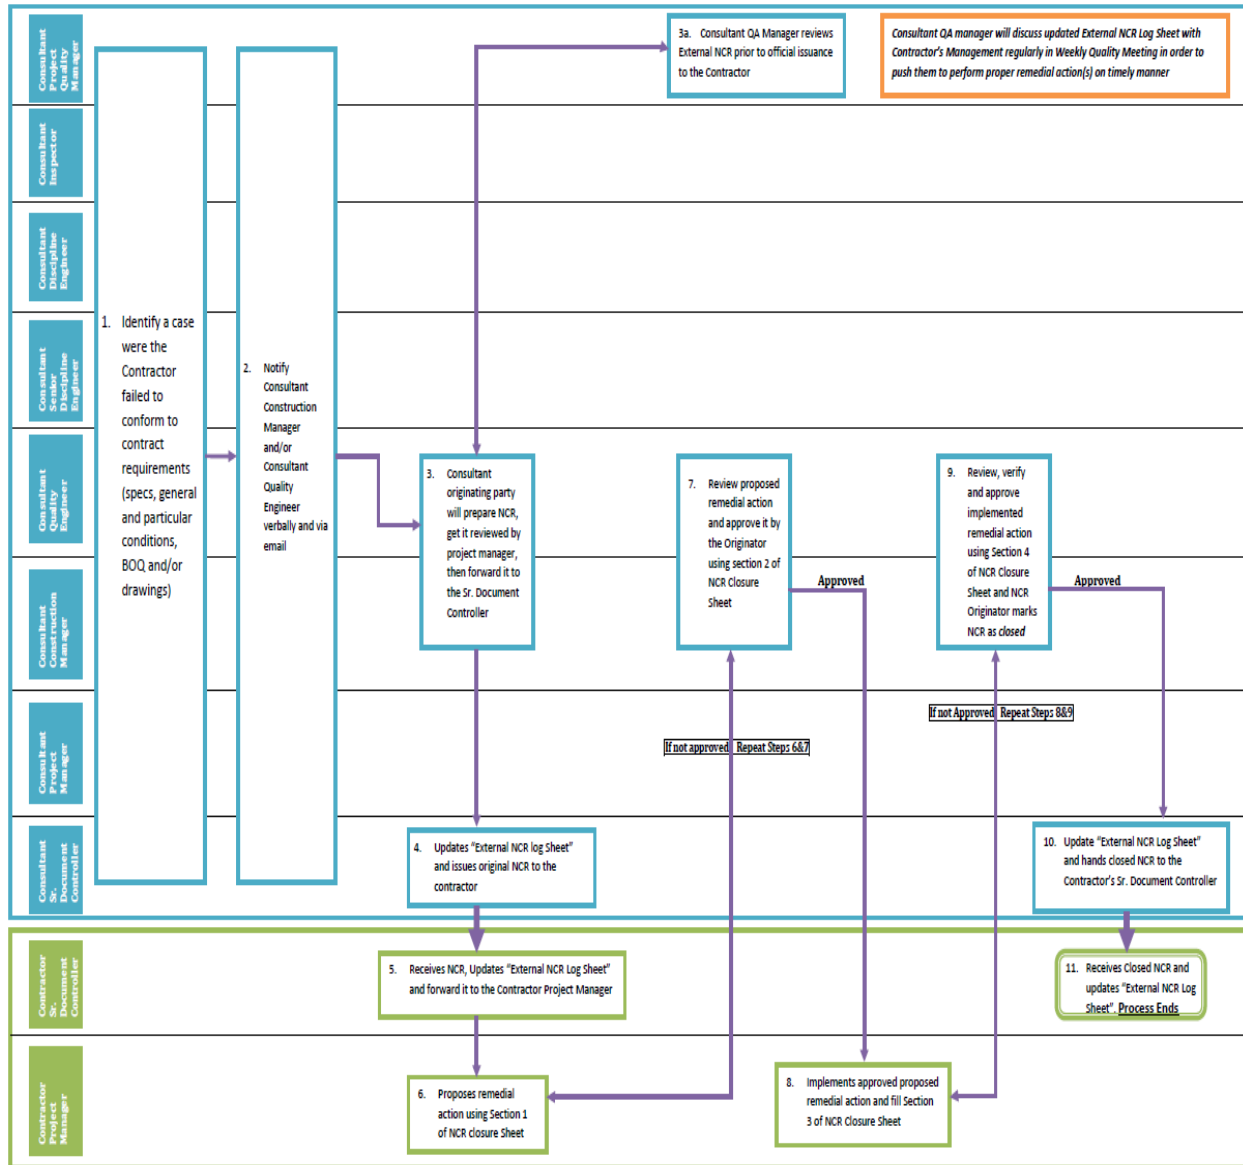 Consultant
Project
Quality
Manager
3a. Consultant QA Manager reviews
External NCR prior to official issuance
to the Contractor
Consultant QA manager will discuss updated External NCR Log Sheet with
Contractor's Management regularly in Weekly Quality Meeting in order to
push them to perform proper remedial action(s) on timely manner
Consultant
Inspector
Consultant
Discipline
Engineer
Consultant
Senior
Discipline
Engineer
Consultant
Quality
Engineer
Consultant
Construction
Manager
Consultant
Project
Manager
Consultant
Sr.
Document
Controller
1. Identify a case
were the
Contractor
failed to
conform to
contract
requirements
(specs, general
and particular
conditions,
BOQ and/or
drawings)
2. Notify
Consultant
Construction
Manager
and/or
Consultant
Quality
Engineer
verbally and via
email
3. Consultant
originating party
will prepare NCR,
get it reviewed by
project manager,
then forward it to
the Sr. Document
Controller
7. Review proposed
remedial action
and approve it by
the Originator
using section 2 of
NCR Closure
Sheet
Approved
9. Review, verify
and approve
implemented
remedial action
using Section 4
of NCR Closure
Sheet and NCR
Originator marks
NCR as closed
Approved
If not approved Repeat Steps 6&7
If not Approved Repeat Steps 8&9
4. Updates “External NCR log Sheet”
and issues original NCR to the
contractor
10. Update “External NCR Log Sheet”
and hands closed NCR to the
Contractor's Sr. Document Controller
Contractor
Sr.
Document
Controller
5. Receives NCR, Updates “External NCR Log Sheet”
and forward it to the Contractor Project Manager
11. Receives Closed NCR and
updates “External NCR Log
Sheet”. Process Ends
Contractor
Project
Manager
6. Proposes remedial
action using Section 1
of NCR closure Sheet
8. Implements approved proposed
remedial action and fill Section
3 of NCR Closure Sheet